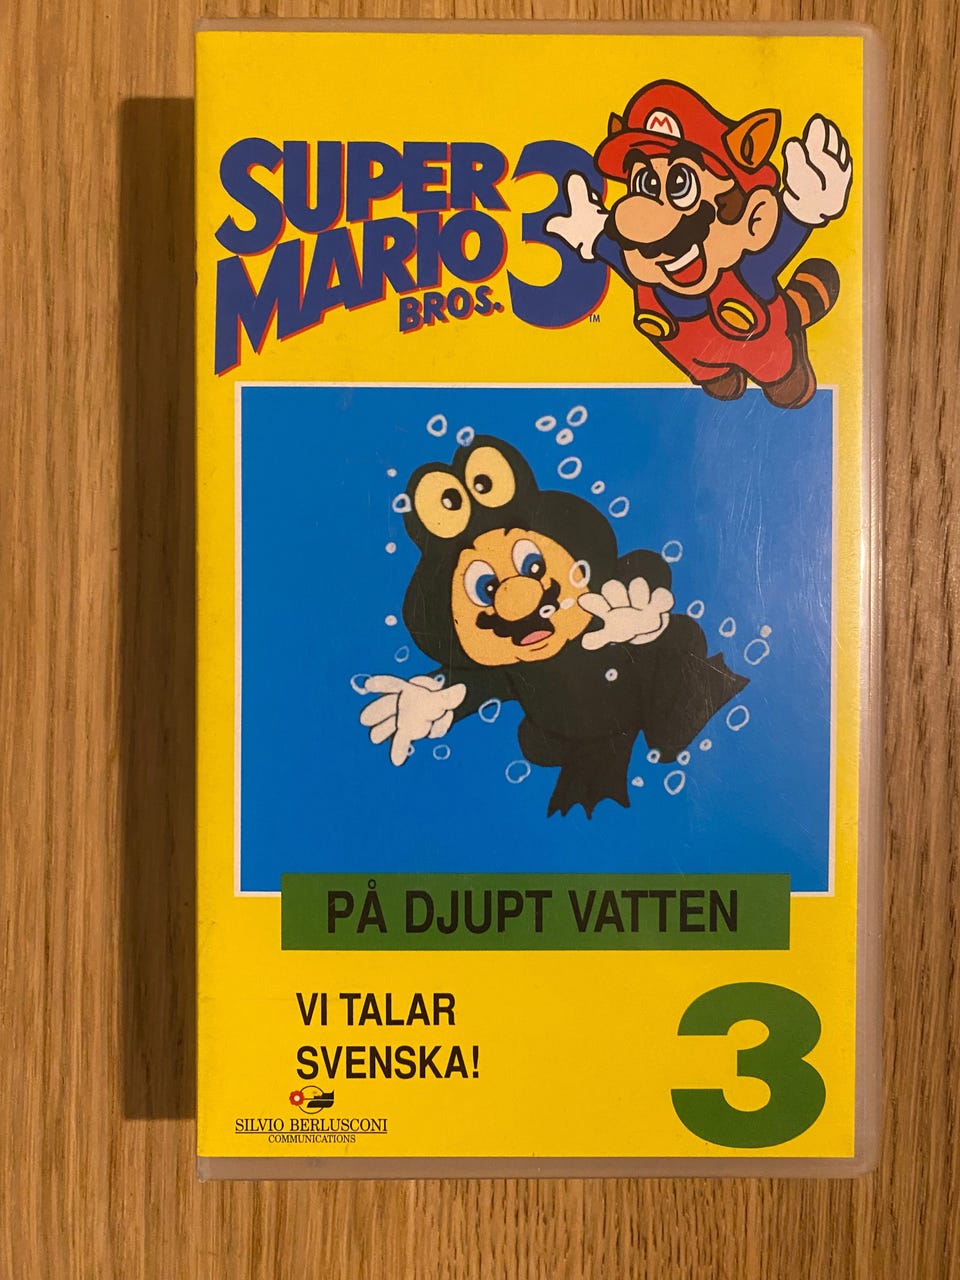 SUPER
MARIO
BROS. 3
TM
M
PÅ DJUPT VATTEN
VI TALAR
SVENSKA!
3
SILVIO BERLUSCONI
COMMUNICATIONS